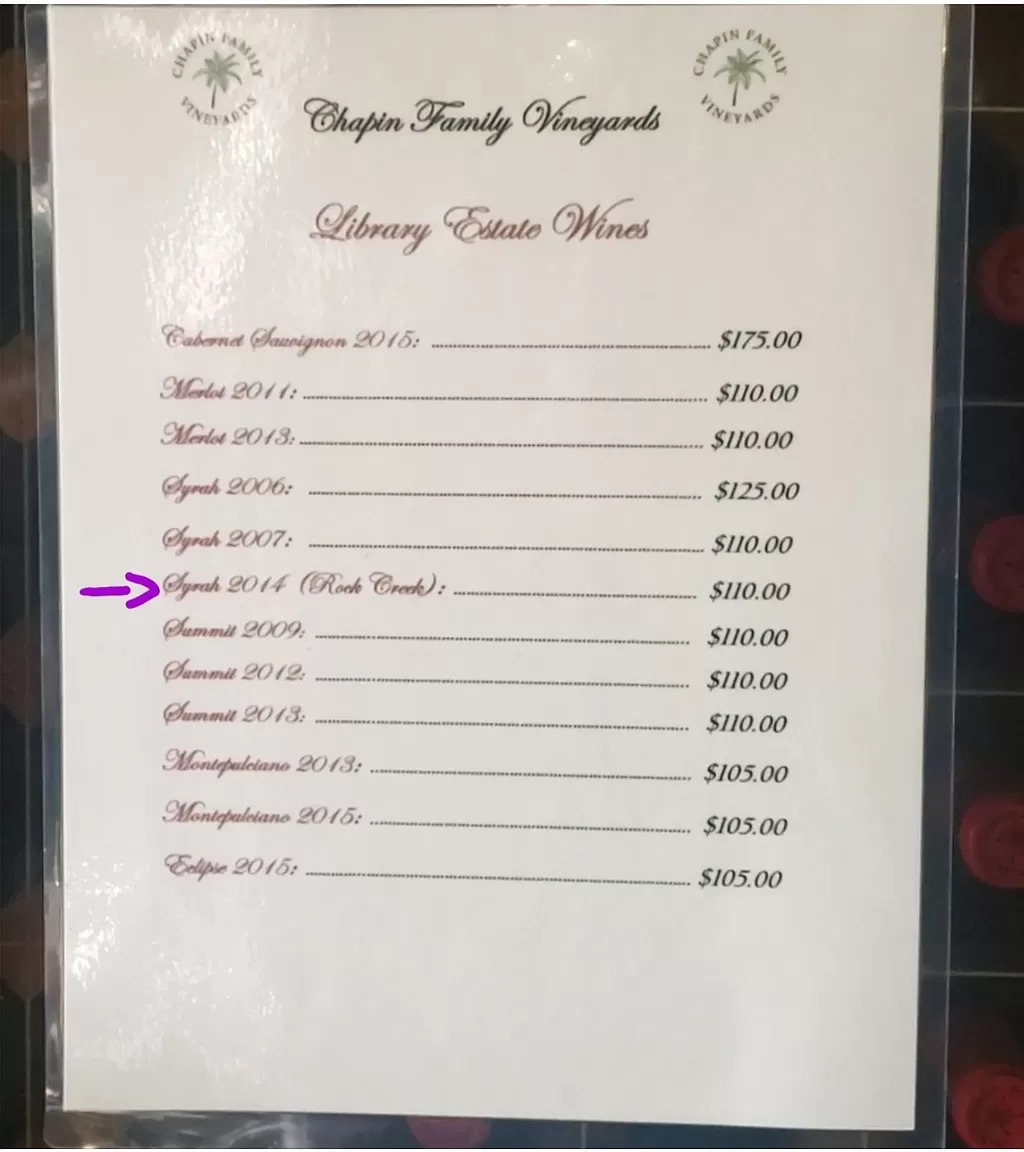 CHAPIN FAMILY VINEYARDS
CHAPIN FAMILY VINEYARDS
Chapin Family Vineyards
Library Estate Wines
Cabernet Sauvignon 2015: $175.00
Merlot 2011: $110.00
Merlot 2013: $110.00
Syrah 2006: $125.00
Syrah 2007: $110.00
Syrah 2014 (Rock Creek): $110.00
Summit 2009: $110.00
Summit 2012: $110.00
Summit 2013: $110.00
Montepulciano 2013: $105.00
Montepulciano 2015: $105.00
Eclipse 2015: $105.00